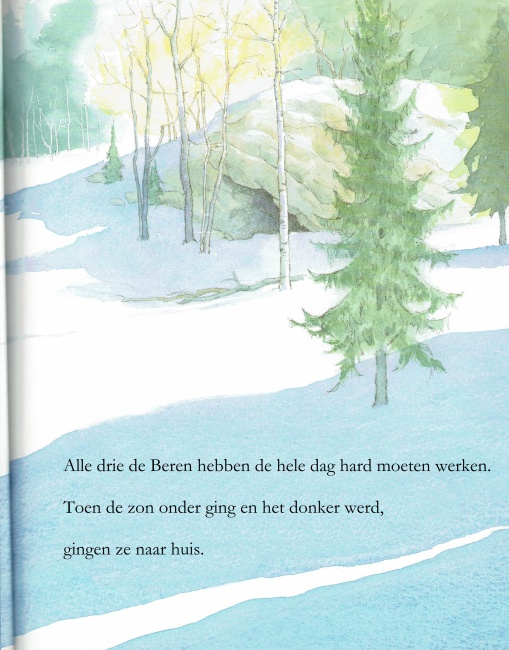 Alle drie de Beren hebben de hele dag hard moeten werken.
Toen de zon onder ging en het donker werd,
gingen ze naar huis.